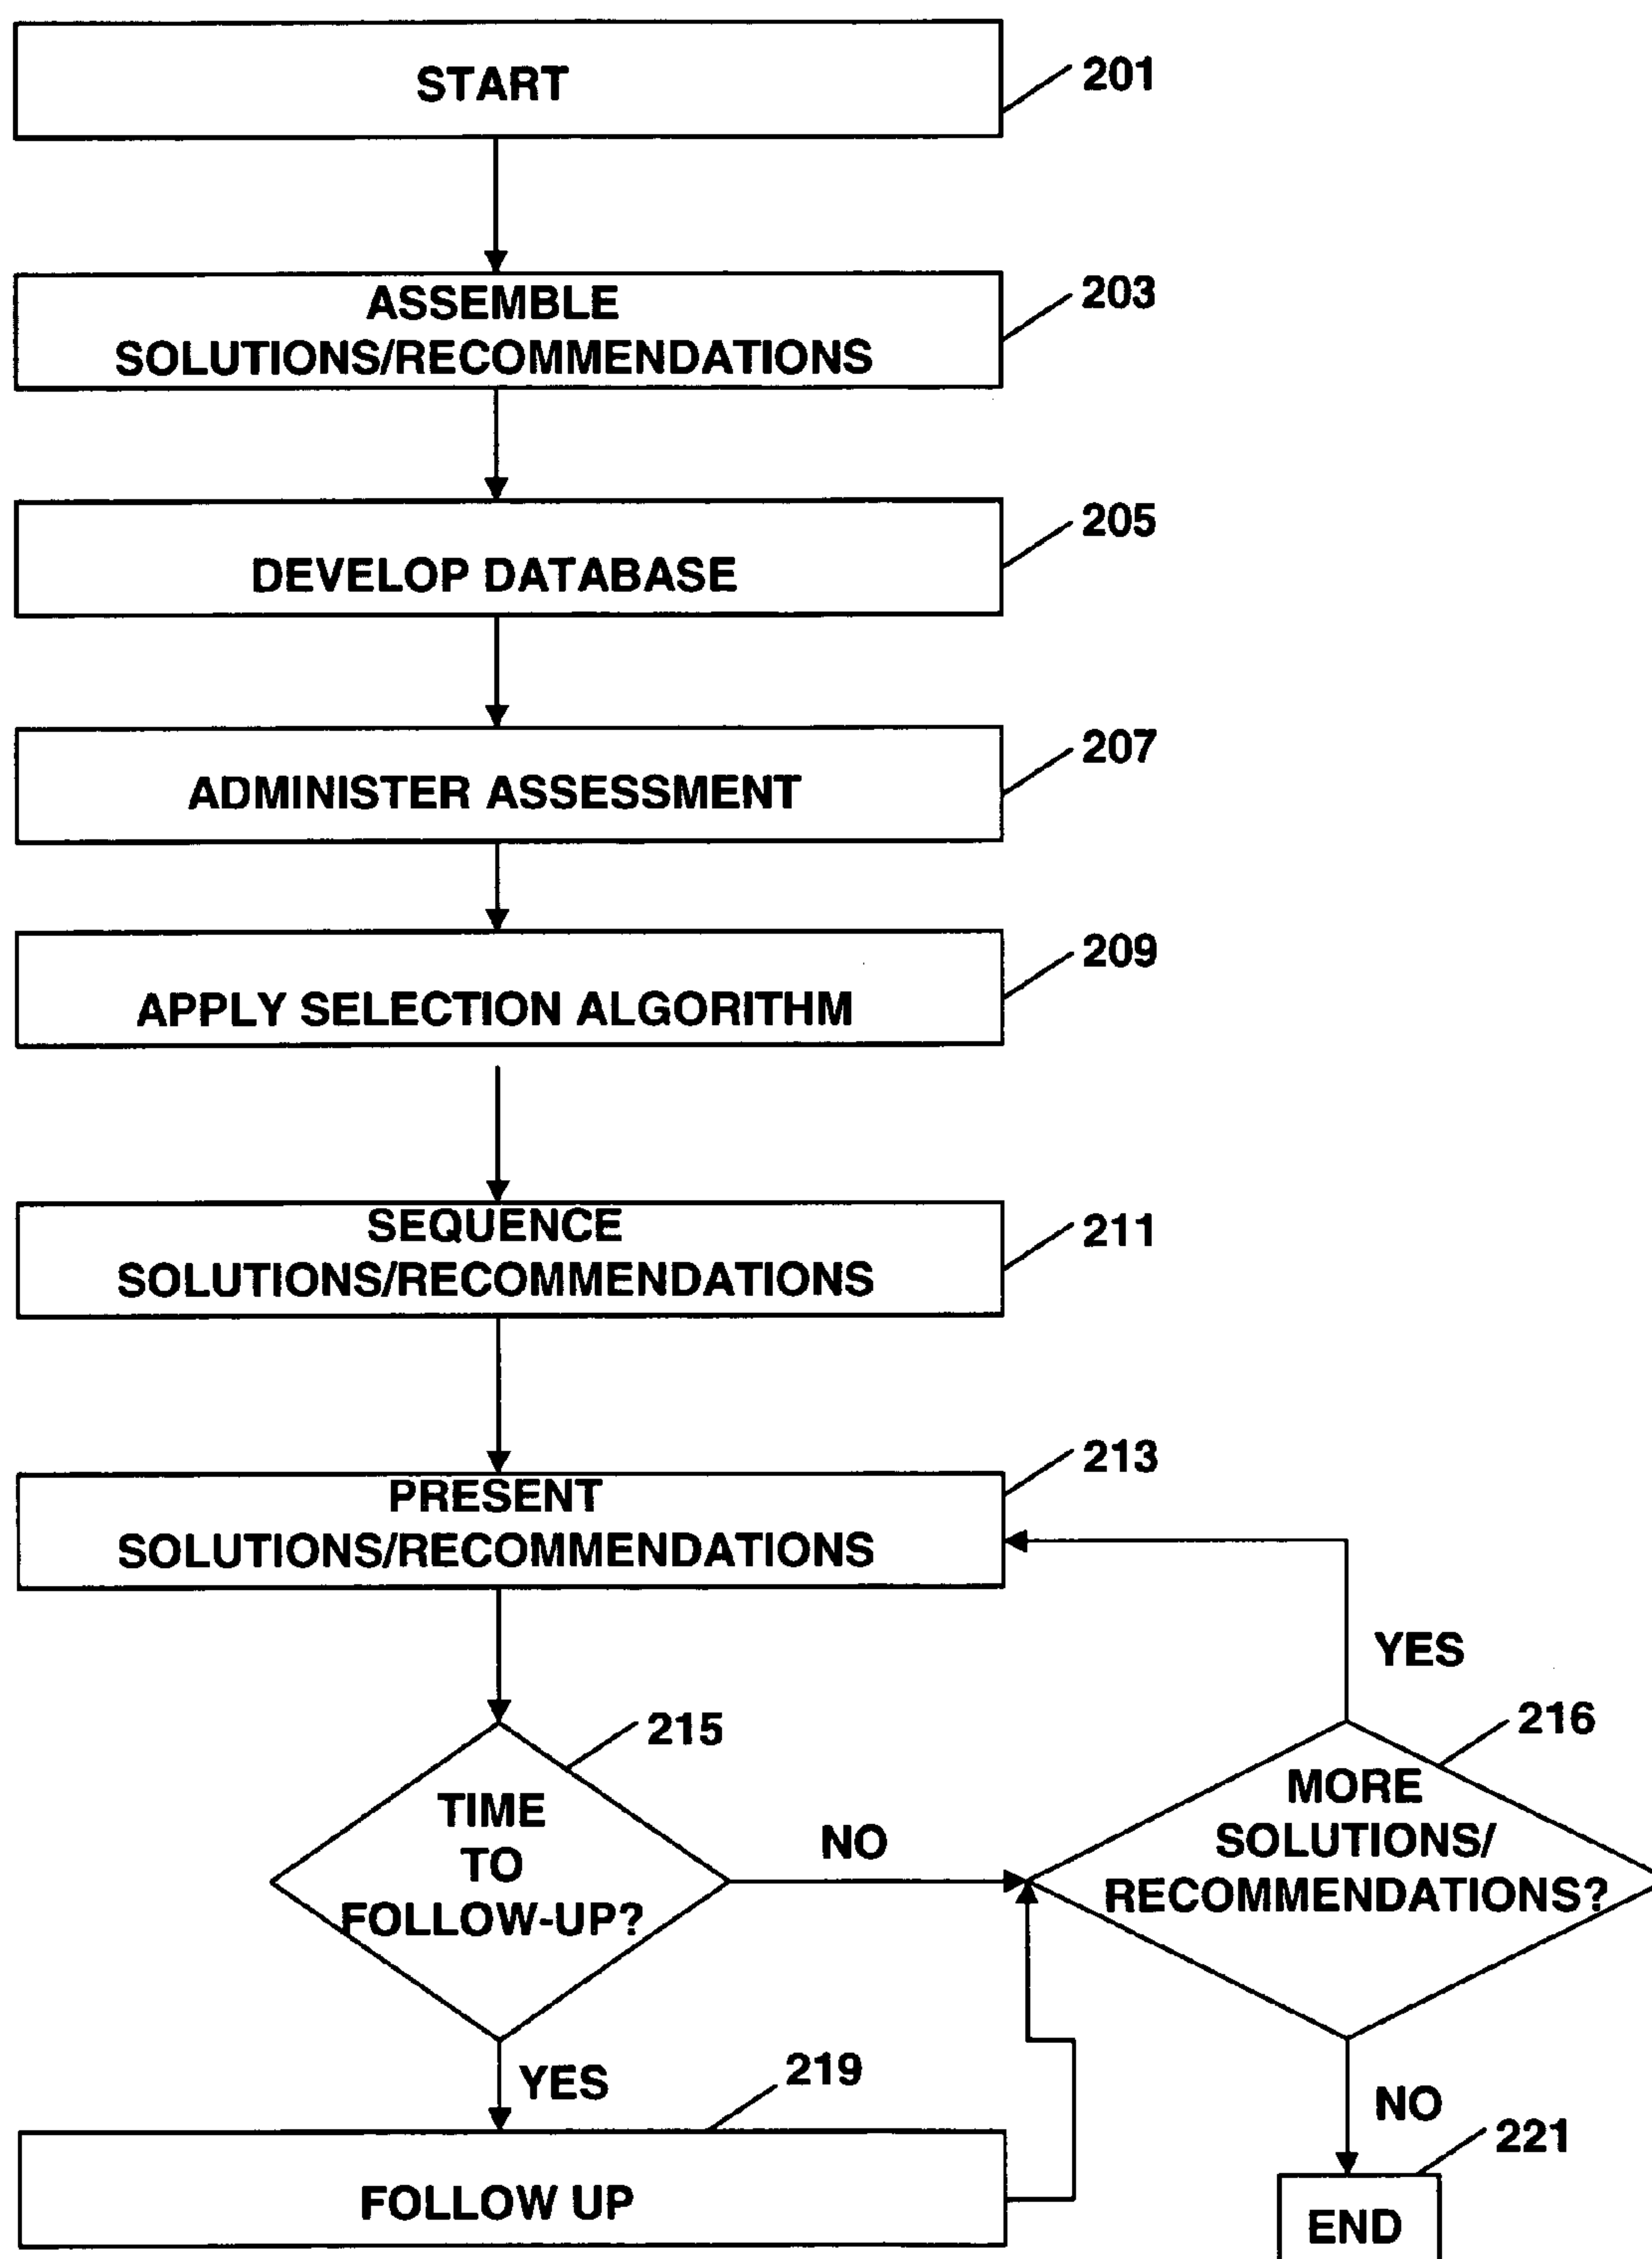 START
201
ASSEMBLE
SOLUTIONS/RECOMMENDATIONS
203
DEVELOP DATABASE
205
ADMINISTER ASSESSMENT
207
APPLY SELECTION ALGORITHM
209
SEQUENCE
SOLUTIONS/RECOMMENDATIONS
211
PRESENT
SOLUTIONS/RECOMMENDATIONS
213
TIME
TO
FOLLOW-UP?
215
NO
YES
MORE
SOLUTIONS/
RECOMMENDATIONS?
216
YES
NO
FOLLOW UP
219
END
221